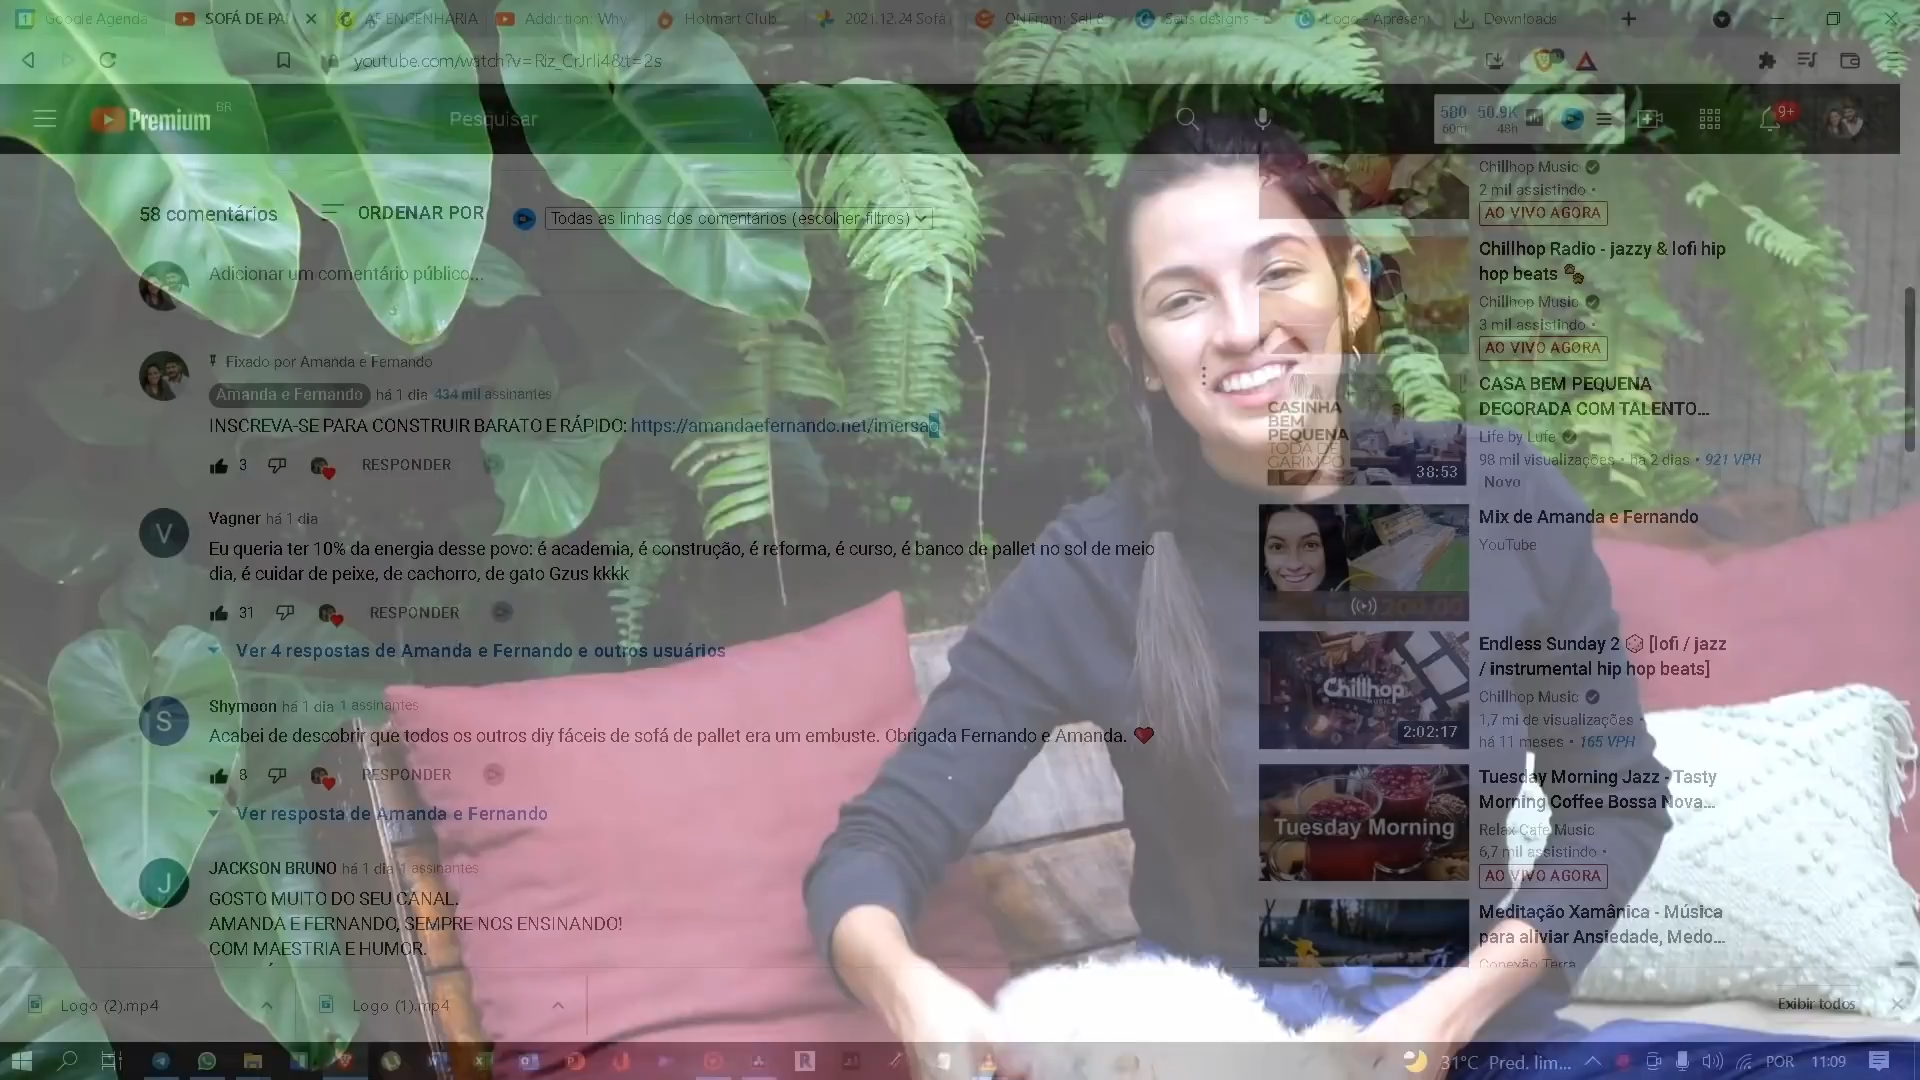 Google Agenda
SOFÁ DE PA
AF ENGENHARIA
Addiction: Why
Hotmart Club
2021.12.24 Sofá
Seus designs -
Logo - Apresent
Downloads
youtube.com/watch?v=Riz_CrJrIi4&t=2s
Premium
BR
Pesquisar
580 50.9K
60m 48h
9+
58 comentários
ORDENAR POR
Todas as linhas dos comentários (escolher filtros)
Adicionar um comentário público...
Fixado por Amanda e Fernando
Amanda e Fernando há 1 dia 434 mil assinantes
INSCREVA-SE PARA CONSTRUIR BARATO E RÁPIDO: https://amandaefernando.net/imersao
3 RESPONDER
V
Vagner há 1 dia
Eu queria ter 10% da energia desse povo: é academia, é construção, é reforma, é curso, é banco de pallet no sol de meio
dia, é cuidar de peixe, de cachorro, de gato Gzus kkkk
31 RESPONDER
Ver 4 respostas de Amanda e Fernando e outros usuários
S
Shymoon há 1 dia 1 assinantes
Acabei de descobrir que todos os outros diy fáceis de sofá de pallet era um embuste. Obrigada Fernando e Amanda. ❤
8 RESPONDER
Ver resposta de Amanda e Fernando
J
JACKSON BRUNO há 1 dia 1 assinantes
GOSTO MUITO DO SEU CANAL.
AMANDA E FERNANDO, SEMPRE NOS ENSINANDO!
COM MAESTRIA E HUMOR.
Chillhop Music
2 mil assistindo •
AO VIVO AGORA
Chillhop Radio - jazzy & lofi hip
hop beats
Chillhop Music
3 mil assistindo •
AO VIVO AGORA
CASINHA
BEM
PEQUENA
TODA DE
GARIMPO
38:53
CASA BEM PEQUENA
DECORADA COM TALENTO...
Life by Lufe
98 mil visualizações • há 2 dias • 921 VPH
Novo
Mix de Amanda e Fernando
YouTube
Chillhop
MUSIC
2:02:17
Endless Sunday 2 [lofi / jazz
/ instrumental hip hop beats]
Chillhop Music
1,7 mi de visualizações •
há 11 meses • 165 VPH
Tuesday Morning
Tuesday Morning Jazz - Tasty
Morning Coffee Bossa Nova...
Relax Cafe Music
6,7 mil assistindo •
AO VIVO AGORA
Meditação Xamânica - Música
para aliviar Ansiedade, Medo...
Conexão Terra
Logo (2).mp4
Logo (1).mp4
Exibir todos
31°C Pred. lim...
POR
11:09